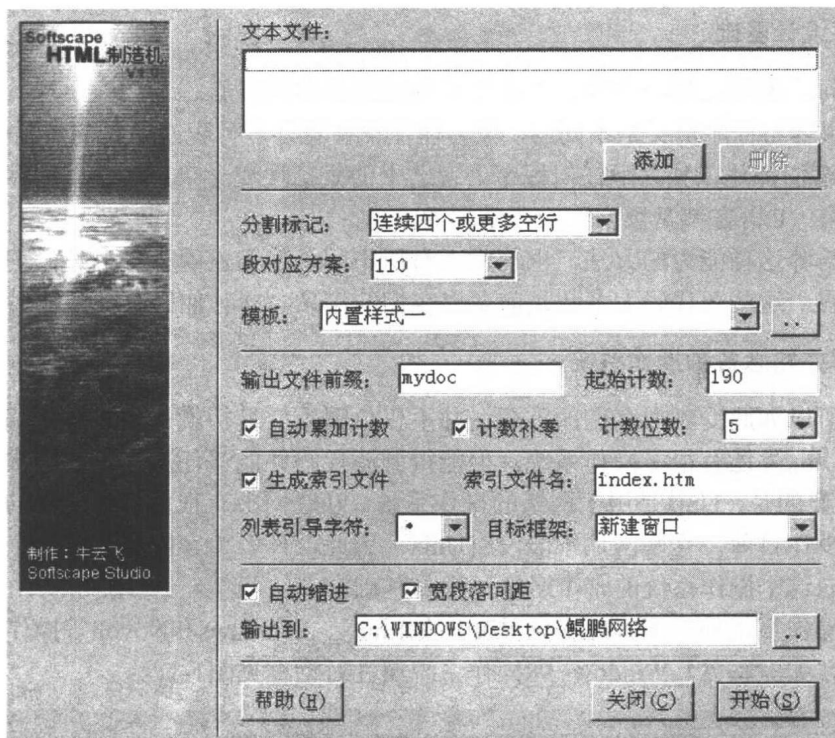 Softscape
HTML制造机
V1.0
文本文件:
添加 删除
分割标记: 连续四个或更多空行
段对应方案: 110
模板: 内置样式一 ..
输出文件前缀: mydoc 起始计数: 190
自动累加计数 计数补零 计数位数: 5
生成索引文件 索引文件名: index.htm
列表引导字符: • 目标框架: 新建窗口
自动缩进 宽段落间距
输出到: C:\WINDOWS\Desktop\鲲鹏网络 ..
制作：牛云飞
Softscape Studio
帮助(H) 关闭(C) 开始(S)